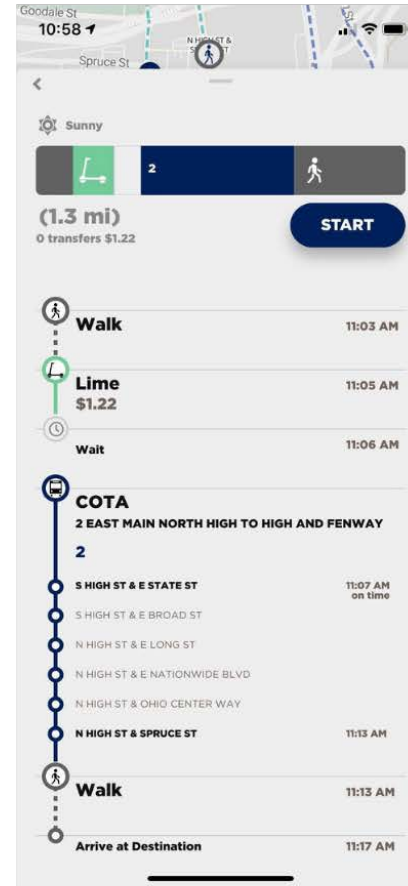 Goodale St
10:58
N HIGH ST &
Spruce St
Sunny
2
(1.3 mi)
0 transfers $1.22
START
Walk
11:03 AM
Lime
11:05 AM
$1.22
Wait
11:06 AM
COTA
2 EAST MAIN NORTH HIGH TO HIGH AND FENWAY
2
S HIGH ST & E STATE ST
11:07 AM
on time
S HIGH ST & E BROAD ST
N HIGH ST & E LONG ST
N HIGH ST & E NATIONWIDE BLVD
N HIGH ST & OHIO CENTER WAY
N HIGH ST & SPRUCE ST
11:13 AM
Walk
11:13 AM
Arrive at Destination
11:17 AM